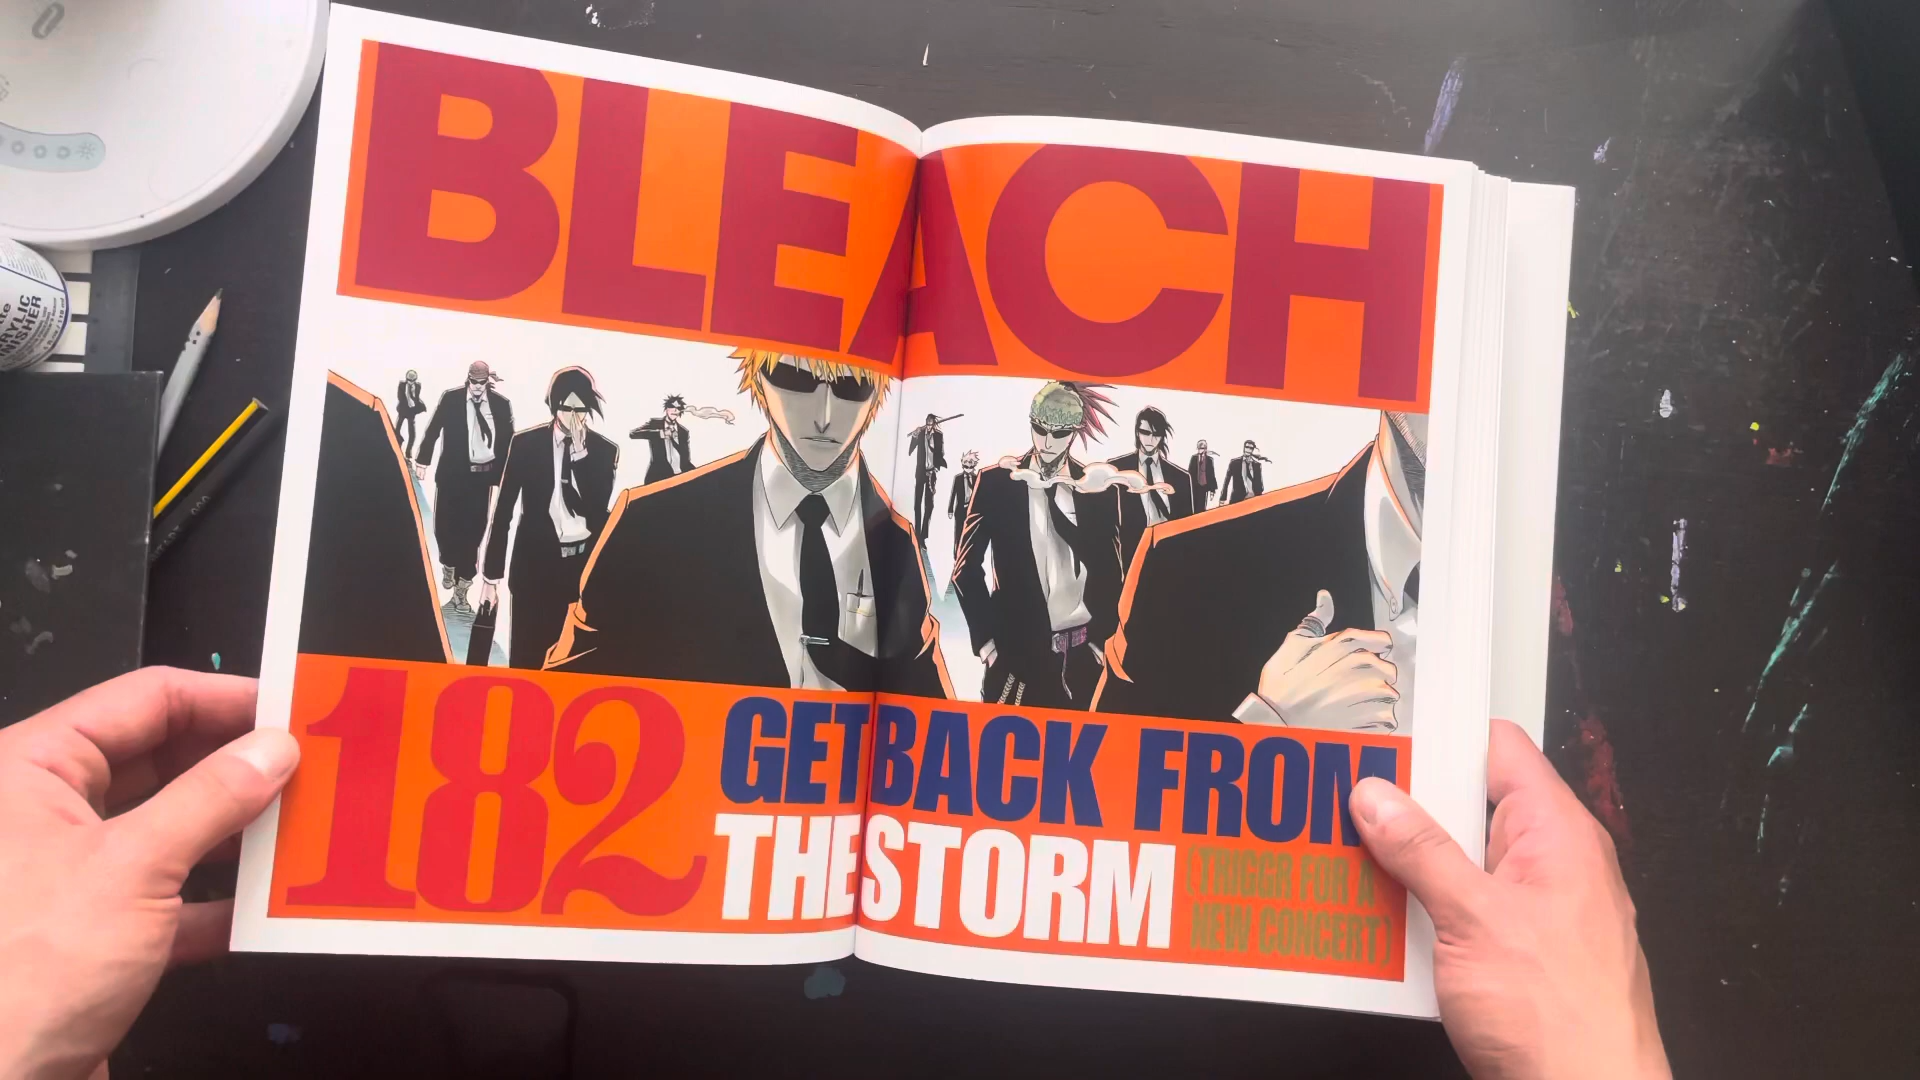 BLEACH
182
GET BACK FROM
THE STORM
(TRIGGR FOR A
NEW CONCERT)